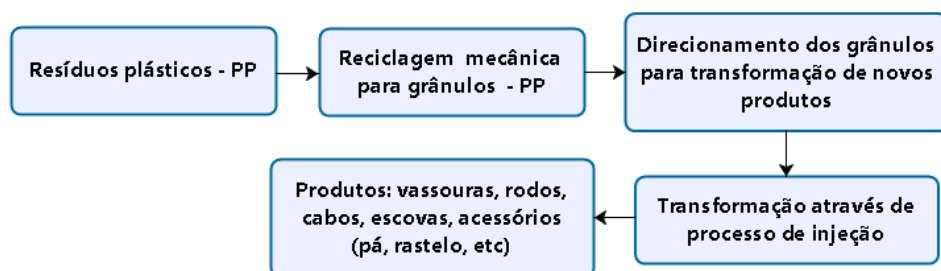 Resíduos plásticos - PP
Reciclagem mecânica
para grânulos - PP
Direcionamento dos grânulos
para transformação de novos
produtos
Transformação através de
processo de injeção
Produtos: vassouras, rodos,
cabos, escovas, acessórios
(pá, rastelo, etc)